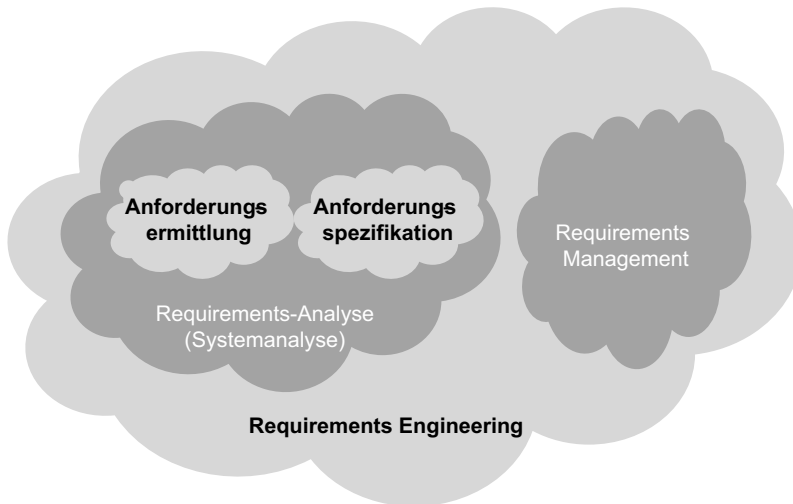 Anforderungs-
ermittlung
Anforderungs-
spezifikation
Requirements
Management
Requirements-Analyse
(Systemanalyse)
Requirements Engineering